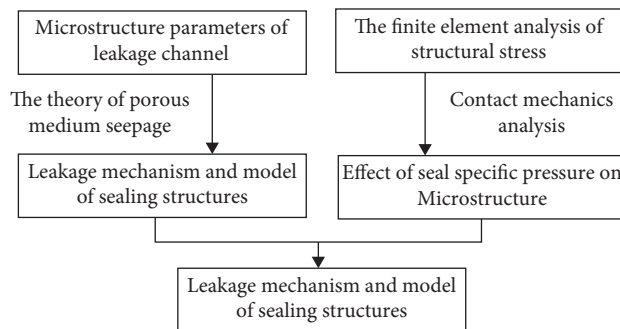 Microstructure parameters of
leakage channel
The finite element analysis of
structural stress
The theory of porous
medium seepage
Contact mechanics
analysis
Leakage mechanism and model
of sealing structures
Effect of seal specific pressure on
Microstructure
Leakage mechanism and model
of sealing structures